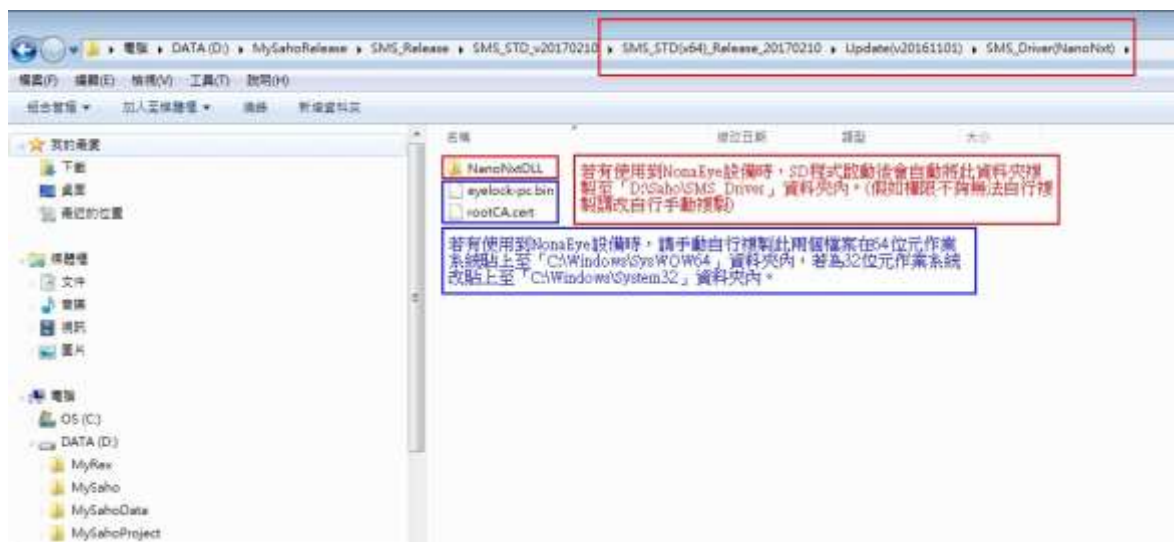 電腦 ▸ DATA (D:) ▸ MySahoRelease ▸ SMS_Release ▸ SMS_STD_v20170210 ▸ SMS_STD(x64)_Release_20170210 ▸ Update(v20161101) ▸ SMS_Driver(NanoNxt) ▸
檔案(F) 編輯(E) 檢視(V) 工具(T) 說明(H)
組合管理 ▾ 加入至媒體櫃 ▾ 燒錄 新增資料夾
名稱 修改日期 類型 大小
我的最愛
下載
桌面
最近的位置
媒體櫃
文件
音樂
視訊
圖片
電腦
OS (C:)
DATA (D:)
MyRex
MySaho
MySahoData
MySahoProject
NanoNxtDLL
eyelock-pc.bin
rootCA.cert
若有使用到NonaEye設備時，SD程式啟動後會自動將此資料夾複
製至「D:\Saho\SMS_Driver」資料夾內。(假如權限不夠無法自行複
製請改自行手動複製)
若有使用到NonaEye設備時，請手動自行複製此兩個檔案在64位元作業
系統貼上至「C:\Windows\SysWOW64」資料夾內，若為32位元作業系統
改貼上至「C:\Windows\System32」資料夾內。